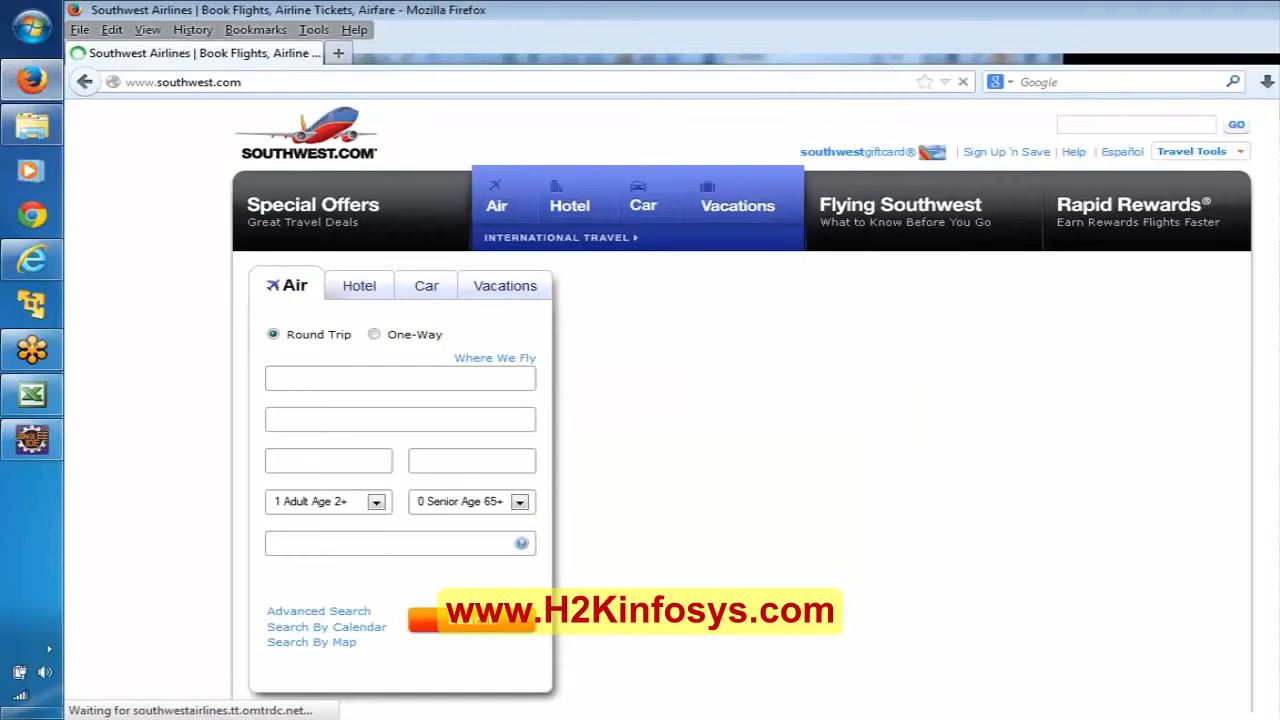 Southwest Airlines | Book Flights, Airline Tickets, Airfare - Mozilla Firefox
File Edit View History Bookmarks Tools Help
Southwest Airlines | Book Flights, Airline ... +
www.southwest.com
8 Google
SOUTHWEST.COM®
GO
southwestgiftcard® | Sign Up 'n Save | Help | Español Travel Tools
Special Offers
Great Travel Deals
Air Hotel Car Vacations
INTERNATIONAL TRAVEL
Flying Southwest
What to Know Before You Go
Rapid Rewards®
Earn Rewards Flights Faster
Air Hotel Car Vacations
Round Trip One-Way
Where We Fly
1 Adult Age 2+ 0 Senior Age 65+
?
Advanced Search
Search By Calendar
Search By Map
www.H2Kinfosys.com
Java EE
IDE
Waiting for southwestairlines.tt.omtrdc.net...